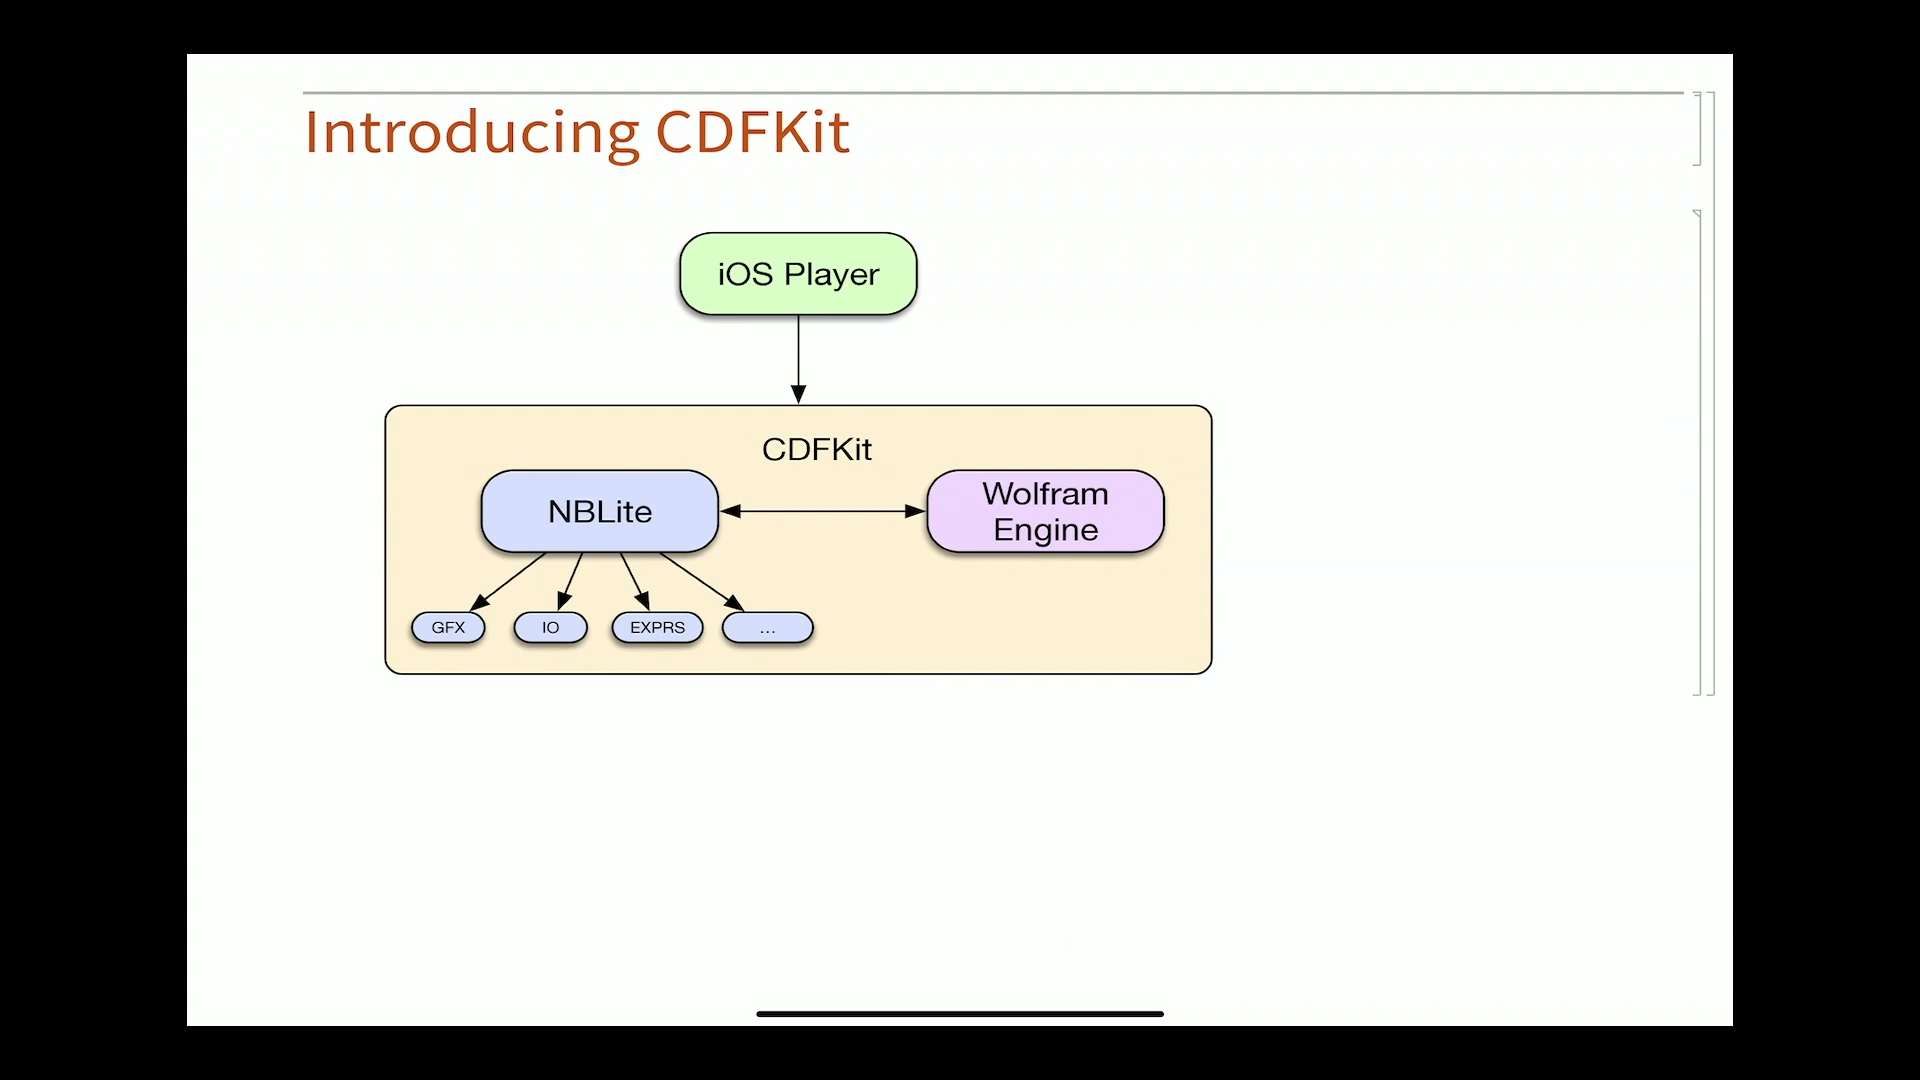 Introducing CDFKit
iOS Player
CDFKit
NBLite
Wolfram
Engine
GFX
IO
EXPRS
...